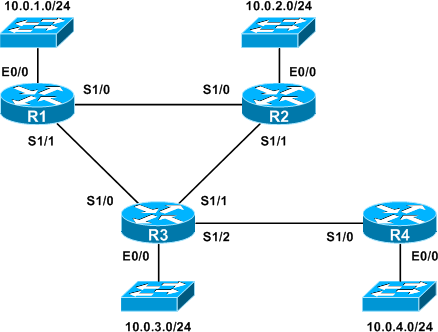 10.0.1.0/24
10.0.2.0/24
E0/0
E0/0
S1/0
S1/0
R1
R2
S1/1
S1/1
S1/0
S1/1
R3
R4
S1/2
S1/0
E0/0
E0/0
10.0.3.0/24
10.0.4.0/24